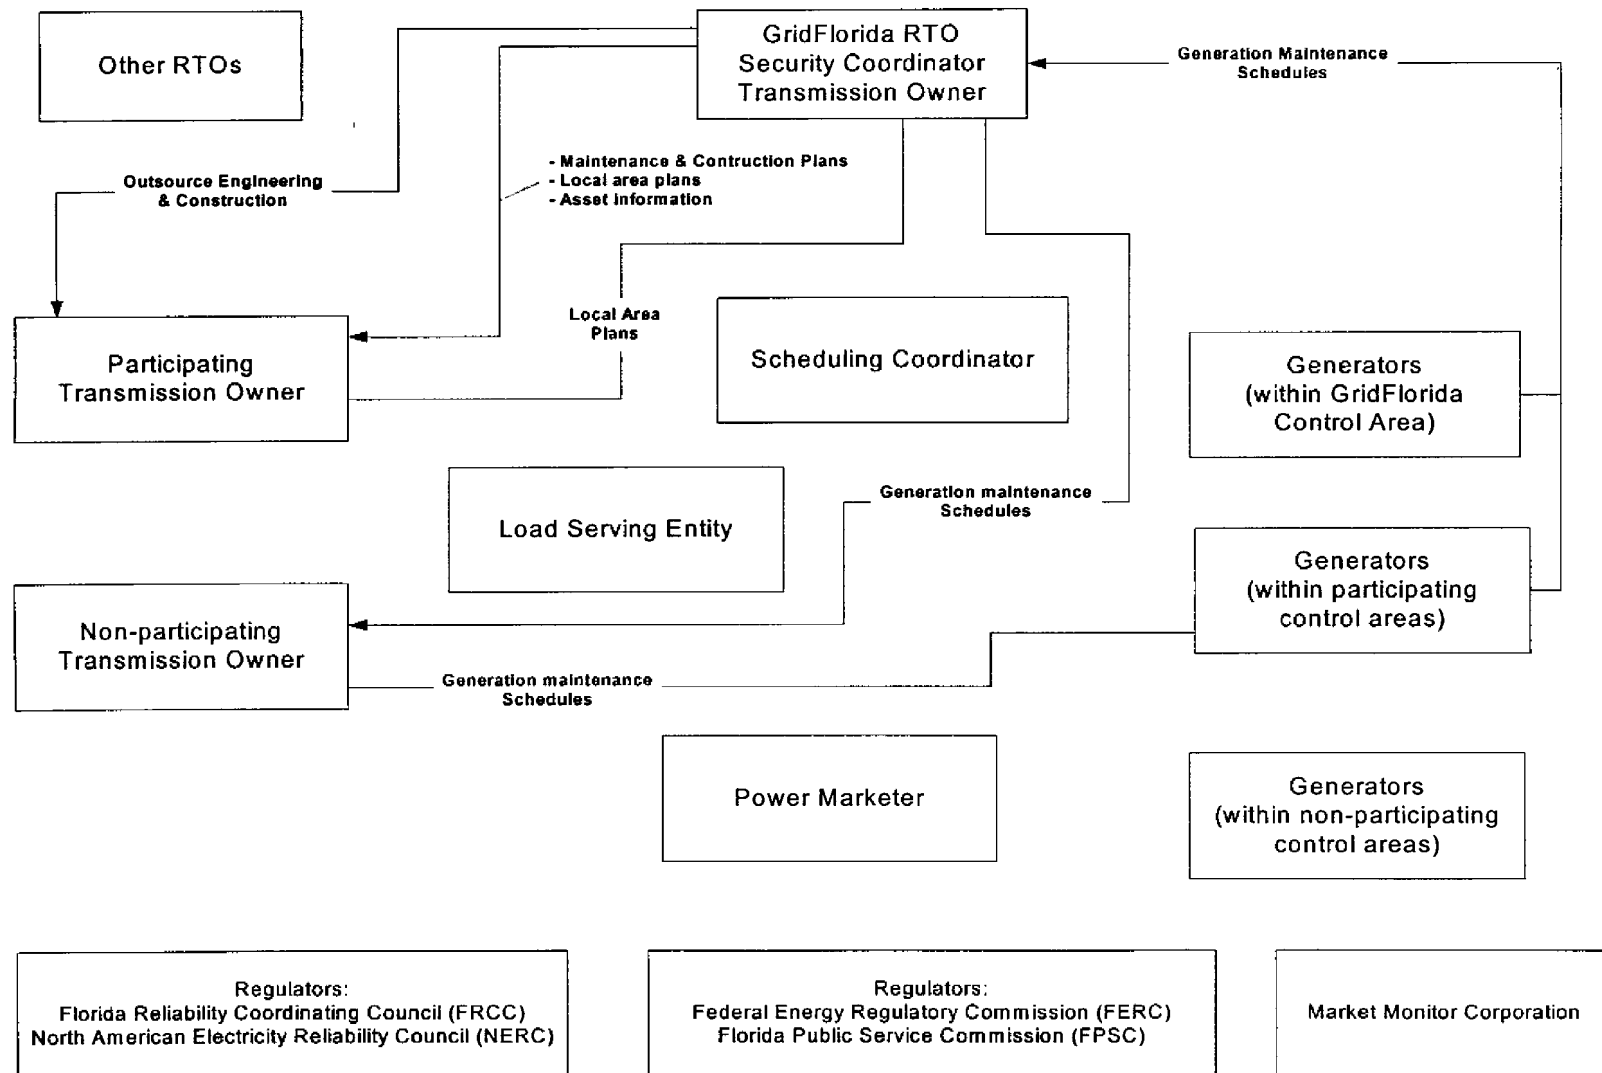 Other RTOs
GridFlorida RTO
Security Coordinator
Transmission Owner
Generation Maintenance
Schedules
- Maintenance & Contruction Plans
- Local area plans
- Asset information
Outsource Engineering
& Construction
Local Area
Plans
Participating
Transmission Owner
Scheduling Coordinator
Generators
(within GridFlorida
Control Area)
Load Serving Entity
Generation maintenance
Schedules
Generators
(within participating
control areas)
Non-participating
Transmission Owner
Generation maintenance
Schedules
Power Marketer
Generators
(within non-participating
control areas)
Regulators:
Florida Reliability Coordinating Council (FRCC)
North American Electricity Reliability Council (NERC)
Regulators:
Federal Energy Regulatory Commission (FERC)
Florida Public Service Commission (FPSC)
Market Monitor Corporation